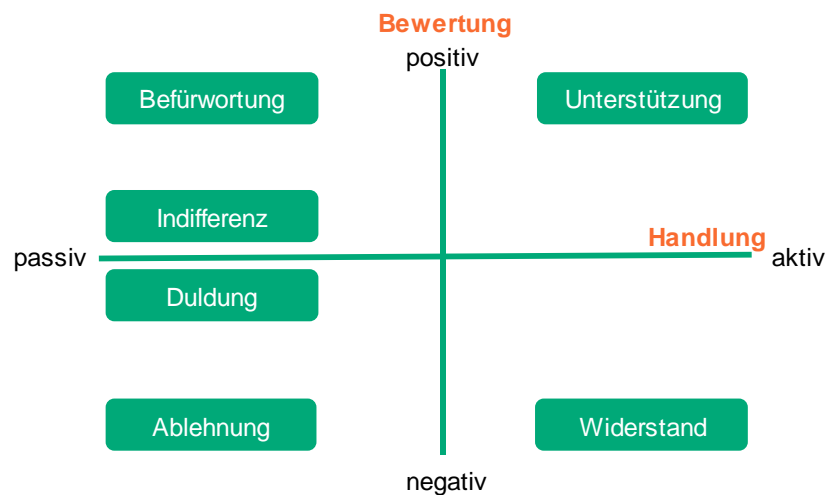 Bewertung
positiv
Befürwortung
Unterstützung
Indifferenz
Handlung
passiv
aktiv
Duldung
Ablehnung
Widerstand
negativ